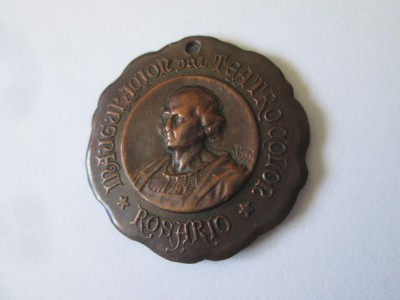 INAUGURACION DEL TEATRO COLON
★ ROSARIO ★